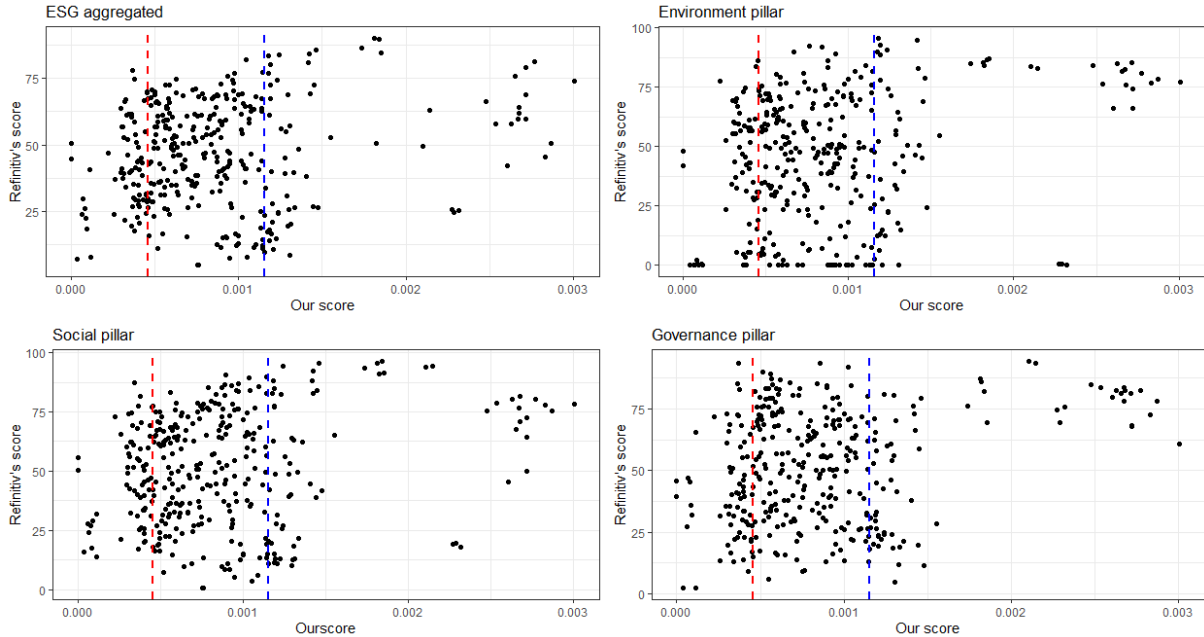 ESG aggregated
Refinitiv's score
75
50
25
0.000 0.001 0.002 0.003
Our score
Environment pillar
Refinitiv's score
100
75
50
25
0
0.000 0.001 0.002 0.003
Our score
Social pillar
Refinitiv's score
100
75
50
25
0
0.000 0.001 0.002 0.003
Ourscore
Governance pillar
Refinitiv's score
100
75
50
25
0
0.000 0.001 0.002 0.003
Our score